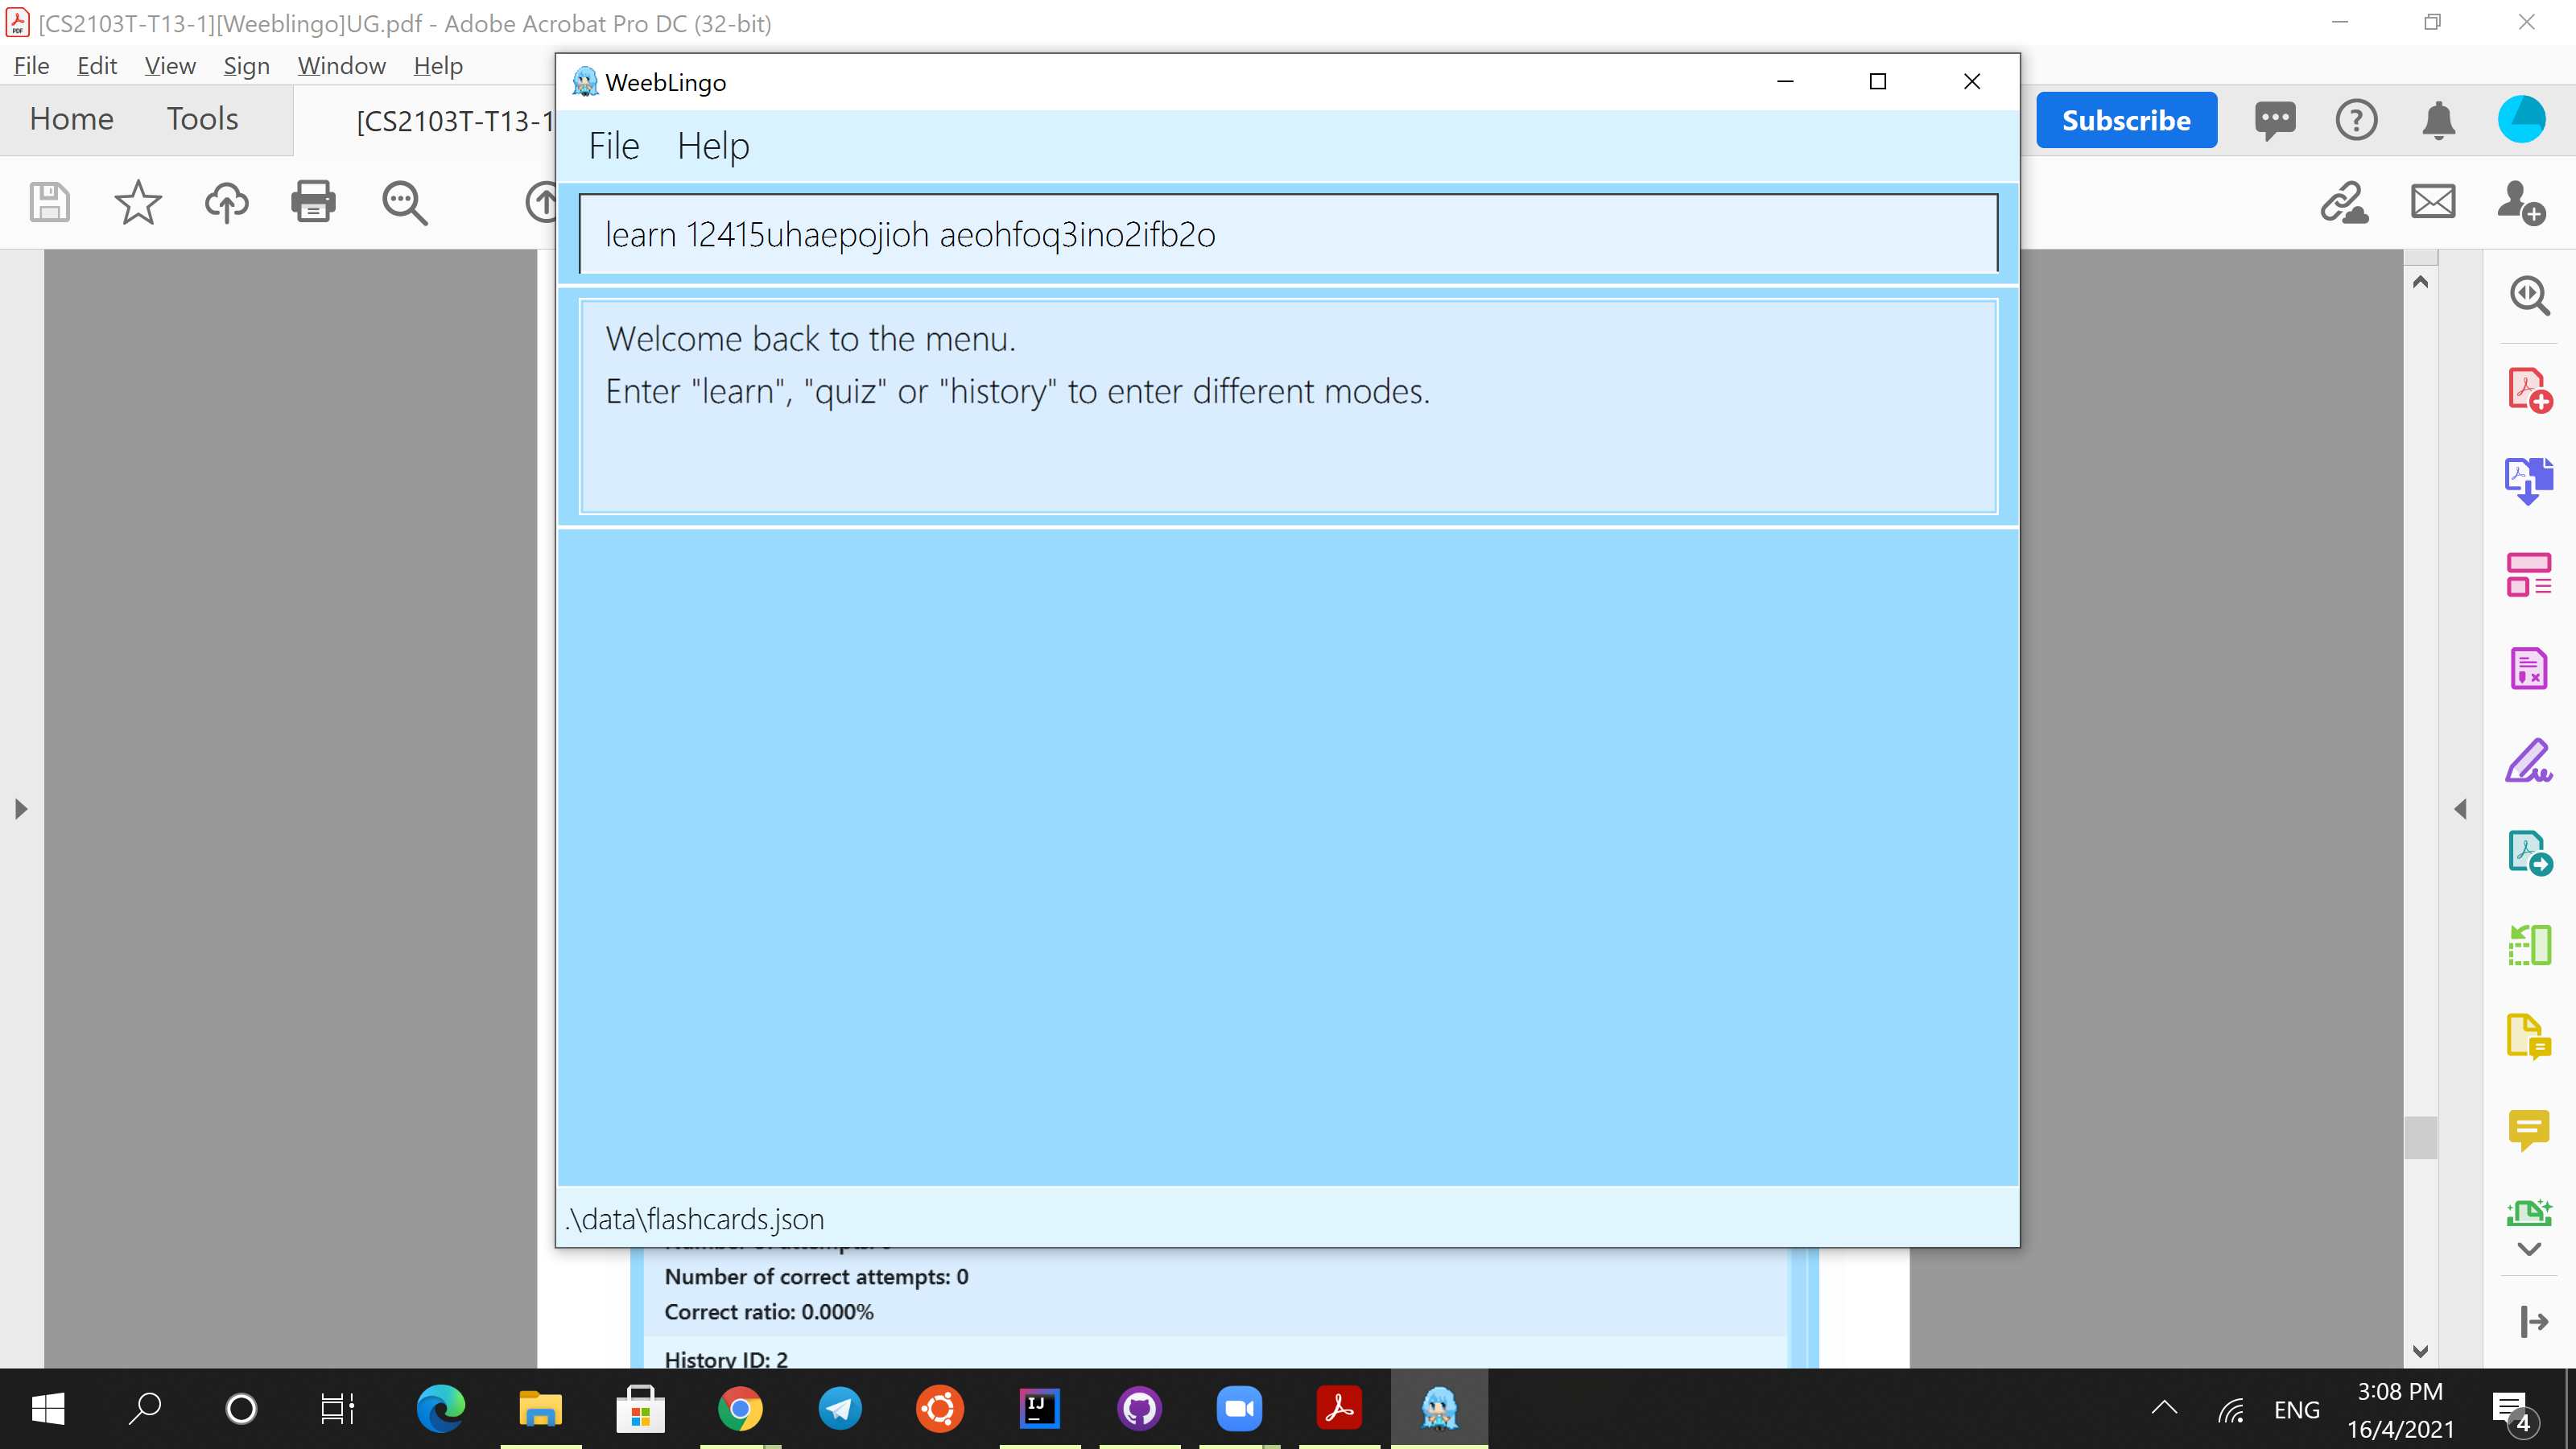 [CS2103T-T13-1][Weeblingo]UG.pdf - Adobe Acrobat Pro DC (32-bit)
File Edit View Sign Window Help
Home Tools [CS2103T-T13-1
Subscribe
WeebLingo
File Help
learn 12415uhaepojioh aeohfoq3ino2ifb2o
Welcome back to the menu.
Enter "learn", "quiz" or "history" to enter different modes.
.\data\flashcards.json
Number of correct attempts: 0
Correct ratio: 0.000%
History ID: 2
IJ
ENG
3:08 PM
16/4/2021
4